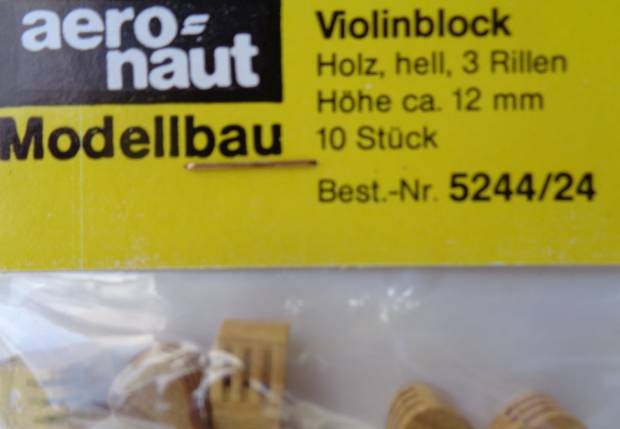 aero=
naut
Modellbau
Violinblock
Holz, hell, 3 Rillen
Höhe ca. 12 mm
10 Stück
Best.-Nr. 5244/24